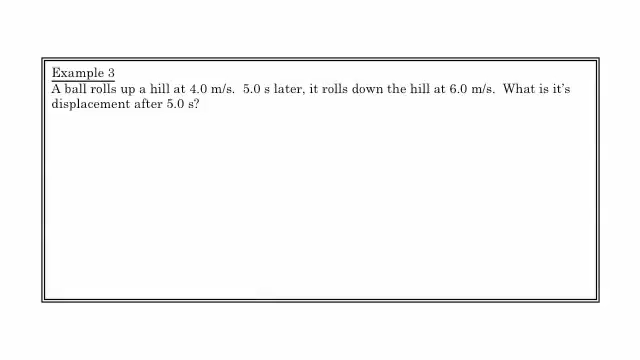 Example 3
A ball rolls up a hill at 4.0 m/s.  5.0 s later, it rolls down the hill at 6.0 m/s.  What is it's
displacement after 5.0 s?